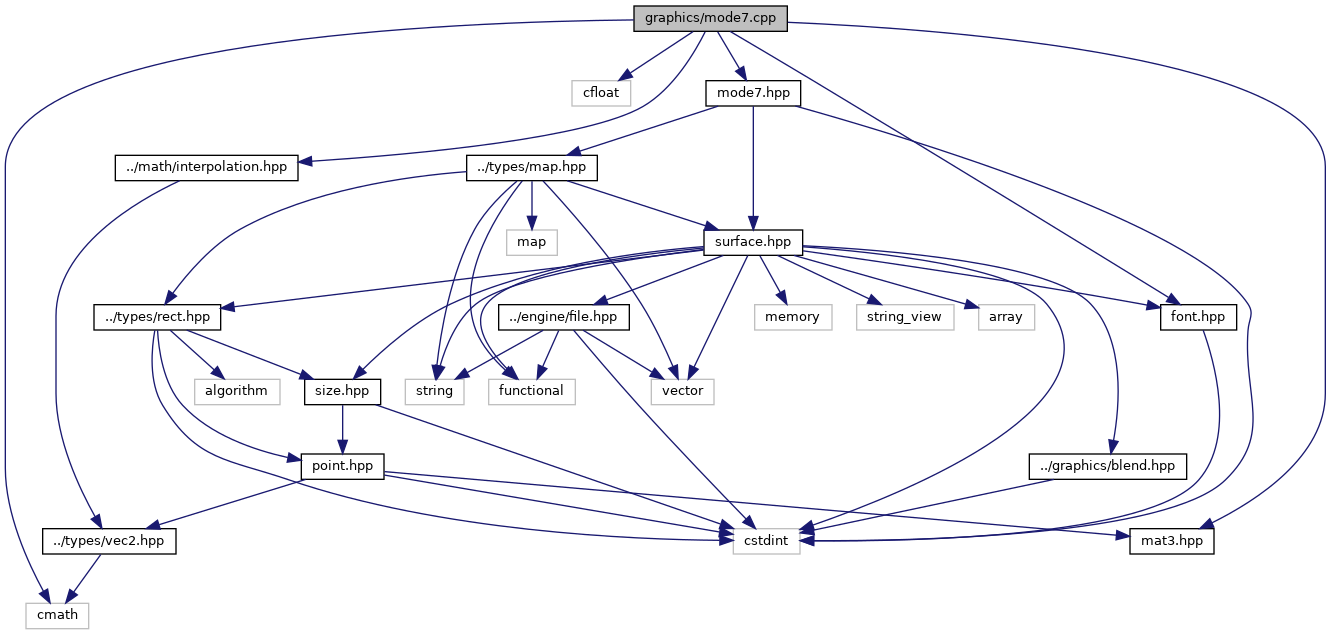 graphics/mode7.cpp
cfloat
mode7.hpp
../math/interpolation.hpp
../types/map.hpp
map
surface.hpp
../types/rect.hpp
../engine/file.hpp
memory
string_view
array
font.hpp
algorithm
size.hpp
string
functional
vector
point.hpp
../graphics/blend.hpp
../types/vec2.hpp
cstdint
mat3.hpp
cmath